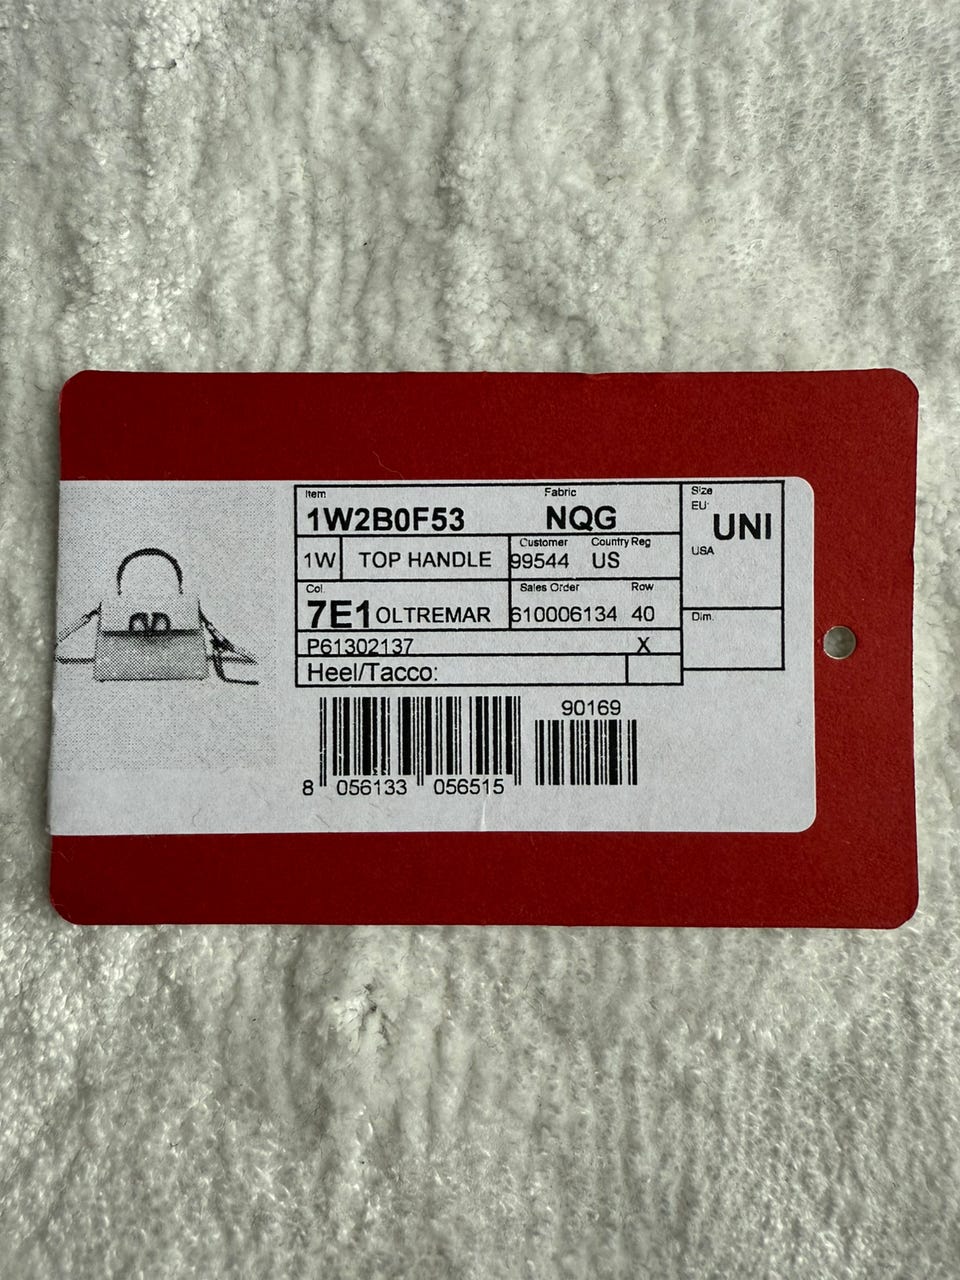 Item Fabric Size
1W2B0F53 NQG EU UNI
1W TOP HANDLE
Customer Country Reg USA
99544 US
Col. Sales Order Row
7E1 OLTREMAR 610006134 40 Dim.
P61302137 X
Heel/Tacco:
90169
8 056133 056515